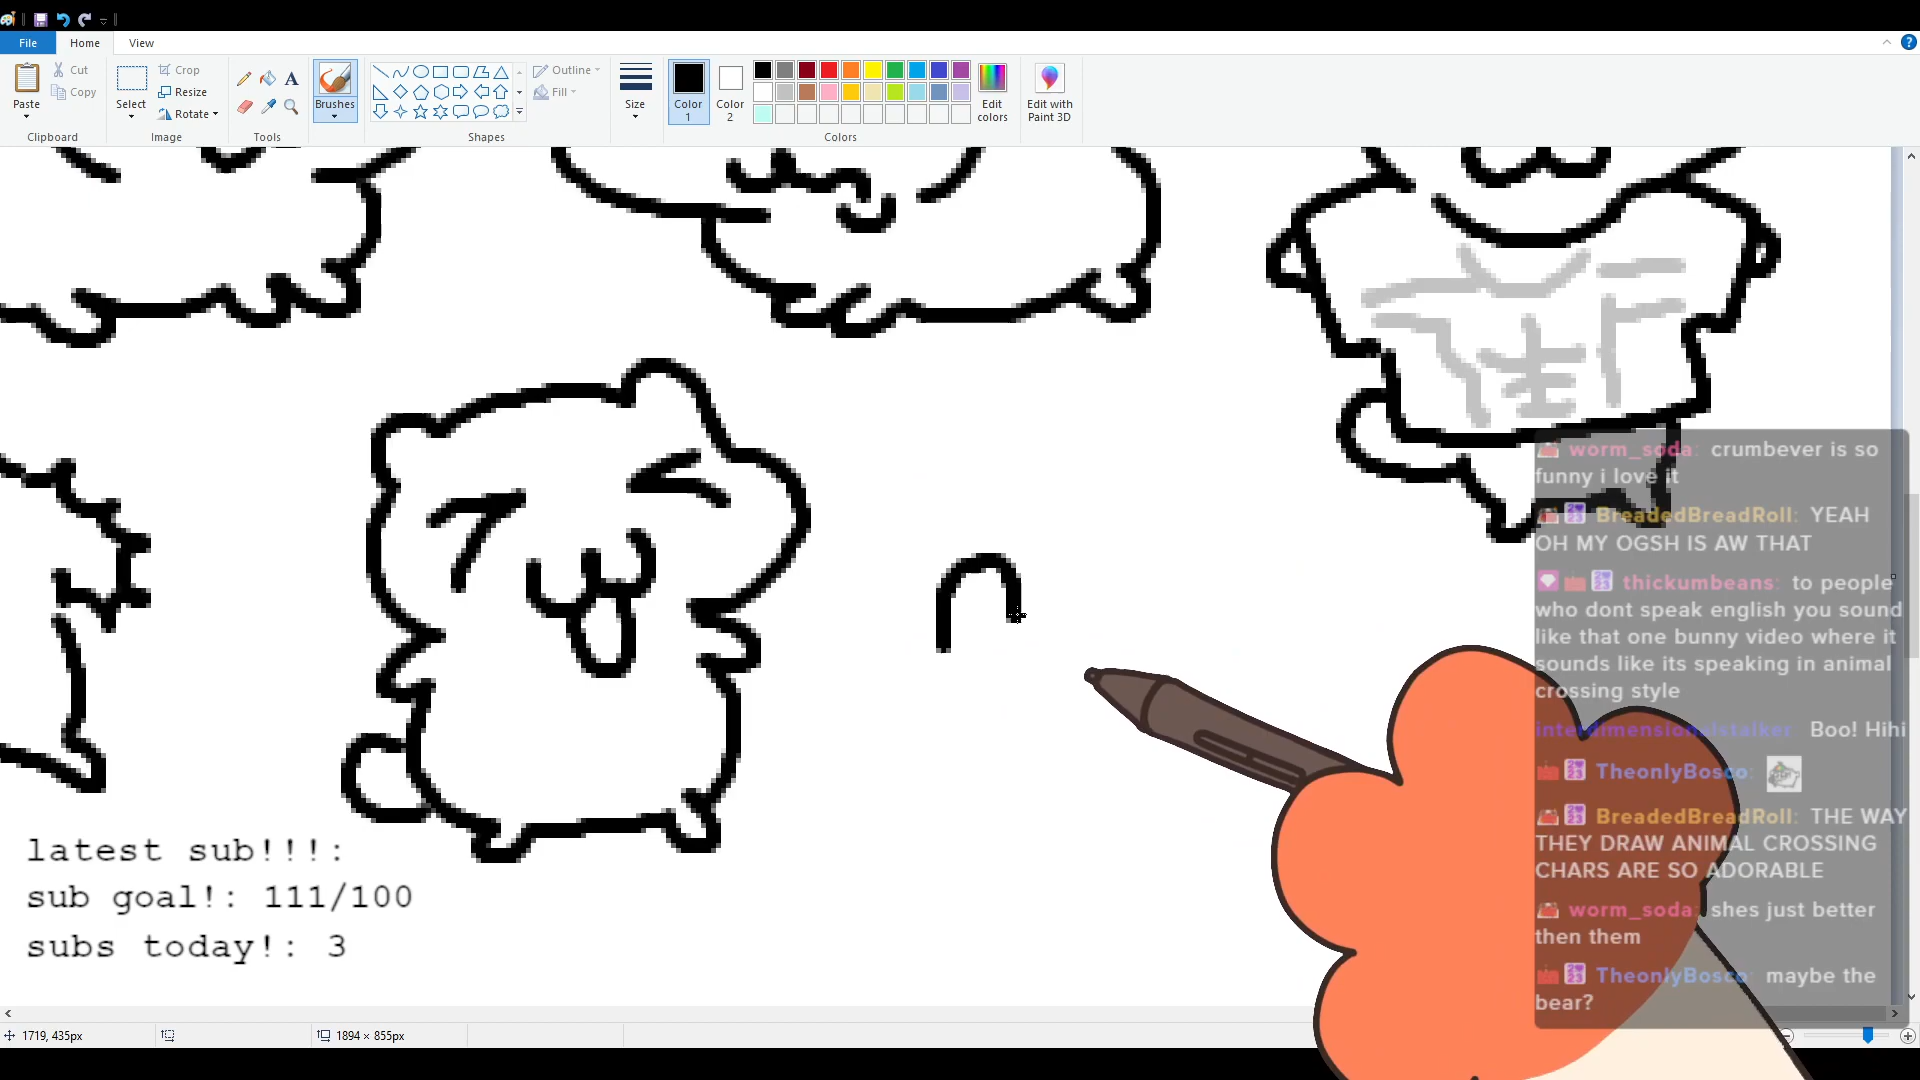 File Home View
Paste
Cut
Copy
Clipboard
Select
Crop
Resize
Rotate
Image
Tools
Brushes
Shapes
Outline
Fill
Size
Color 1
Color 2
Edit colors
Colors
Edit with Paint 3D
worm_soda: crumbever is so
funny i love it
BreadedBreadRoll: YEAH
OH MY OGSH IS AW THAT
thickumbeans: to people
who dont speak english you sound
like that one bunny video where it
sounds like its speaking in animal
crossing style
interdimensionalstalker Boo! Hihi
TheonlyBosco:
BreadedBreadRoll: THE WAY
THEY DRAW ANIMAL CROSSING
CHARS ARE SO ADORABLE
worm_soda: shes just better
then them
TheonlyBosco: maybe the
bear?
latest sub!!!:
sub goal!: 111/100
subs today!: 3
1719, 435px
1894 × 855px